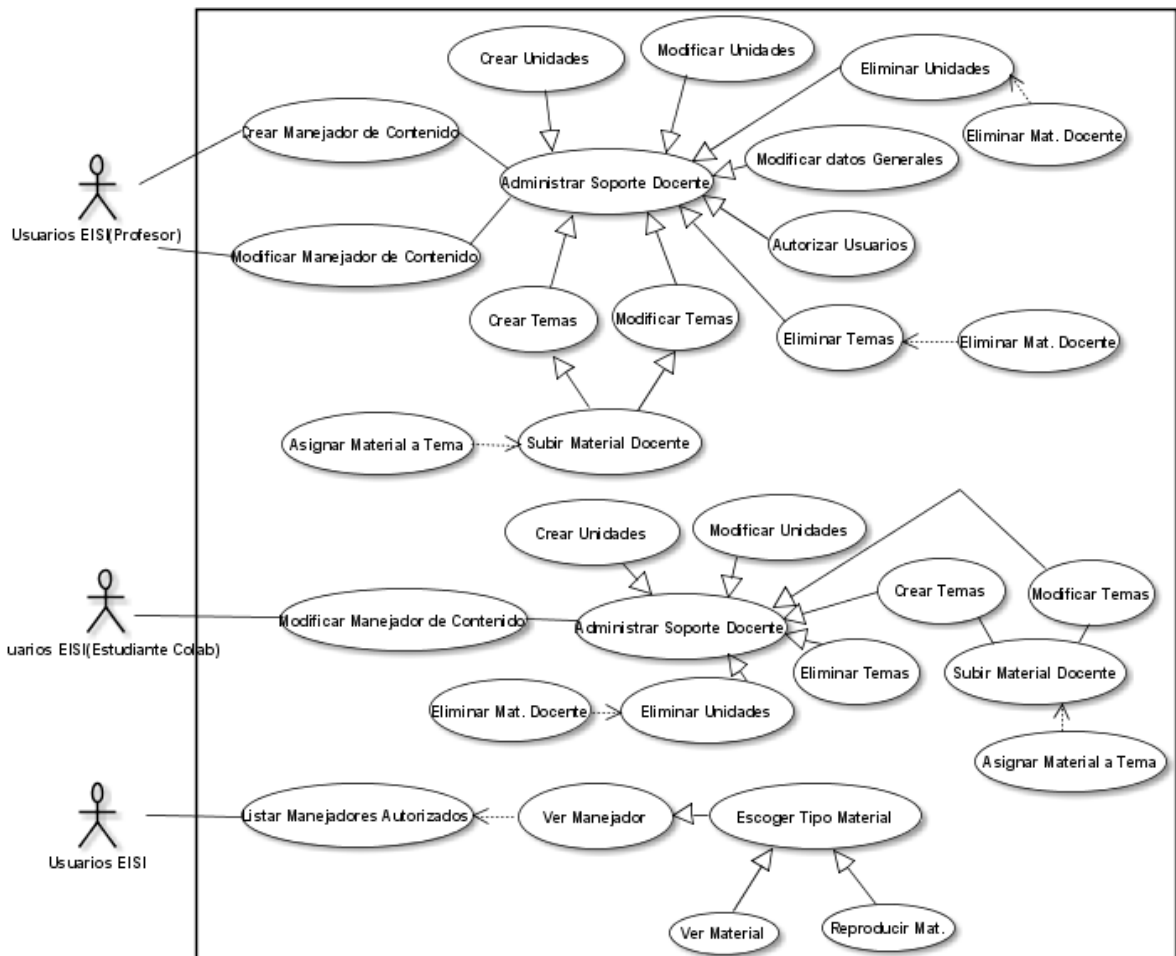 Crear Unidades
Modificar Unidades
Eliminar Unidades
Eliminar Mat. Docente
Crear Manejador de Contenido
Modificar datos Generales
Administrar Soporte Docente
Usuarios EISI(Profesor)
Autorizar Usuarios
Modificar Manejador de Contenido
Crear Temas
Modificar Temas
Eliminar Temas
Eliminar Mat. Docente
Asignar Material a Tema
Subir Material Docente
Crear Unidades
Modificar Unidades
Crear Temas
Modificar Temas
Modificar Manejador de Contenido
Administrar Soporte Docente
uarios EISI(Estudiante Colab)
Eliminar Temas
Subir Material Docente
Eliminar Mat. Docente
Eliminar Unidades
Asignar Material a Tema
Listar Manejadores Autorizados
Ver Manejador
Escoger Tipo Material
Usuarios EISI
Ver Material
Reproducir Mat.